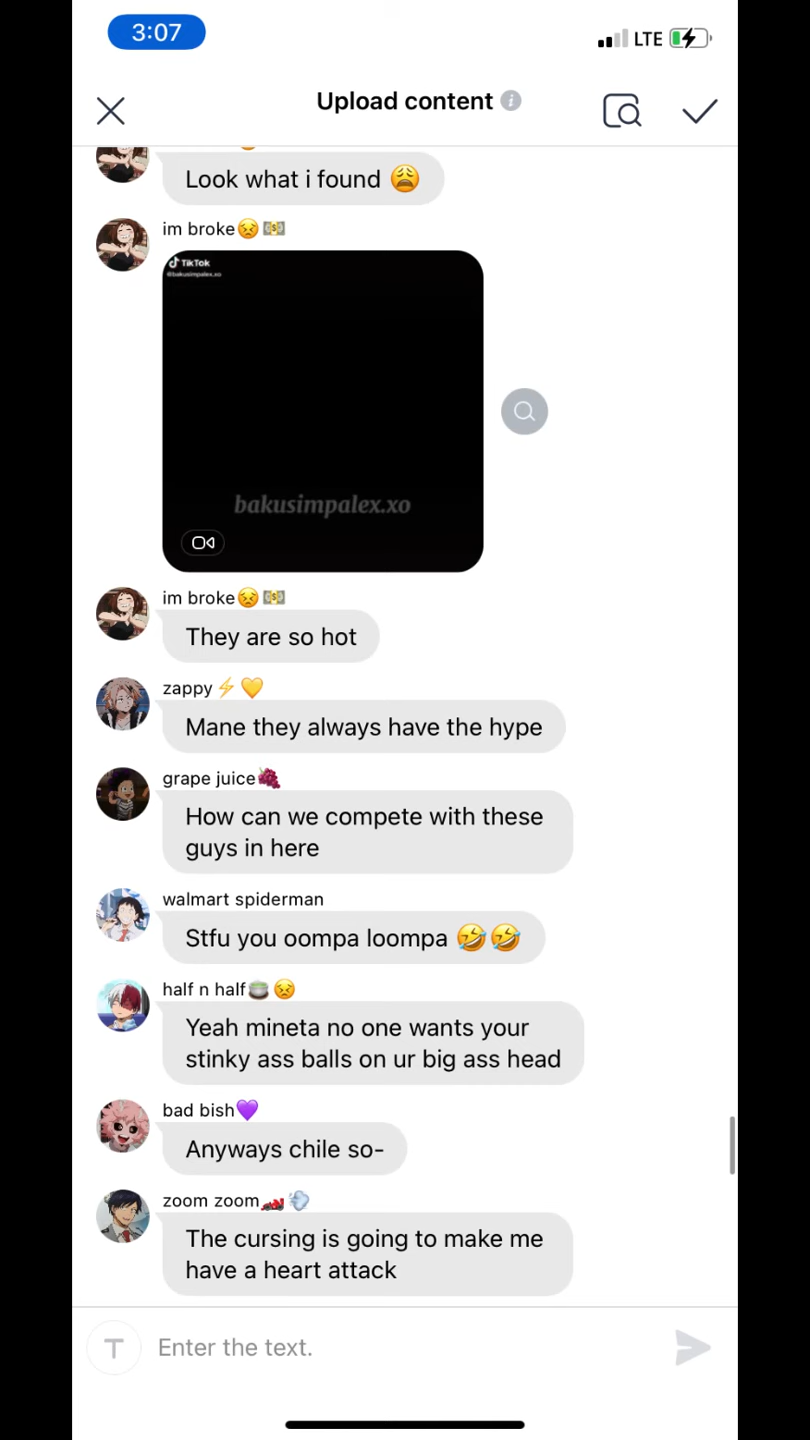 3:07
LTE
Upload content
Look what i found 😩
im broke😣💵
TikTok
@bakusimpalex.xo
bakusimpalex.xo
im broke😣💵
They are so hot
zappy⚡💛
Mane they always have the hype
grape juice🍇
How can we compete with these
guys in here
walmart spiderman
Stfu you oompa loompa 🤣🤣
half n half🍵😣
Yeah mineta no one wants your
stinky ass balls on ur big ass head
bad bish💜
Anyways chile so-
zoom zoom🏎️💨
The cursing is going to make me
have a heart attack
T
Enter the text.